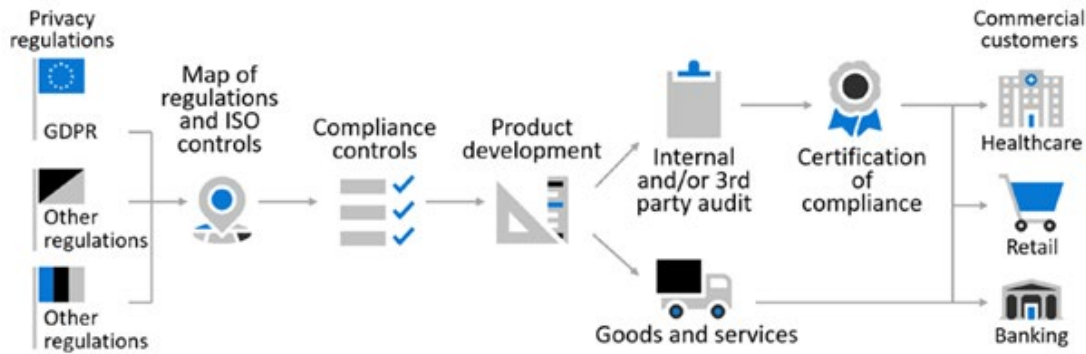 Privacy
regulations
GDPR
Other
regulations
Other
regulations
Map of
regulations
and ISO
controls
Compliance
controls
Product
development
Internal
and/or 3rd
party audit
Certification
of
compliance
Goods and services
Commercial
customers
Healthcare
Retail
Banking